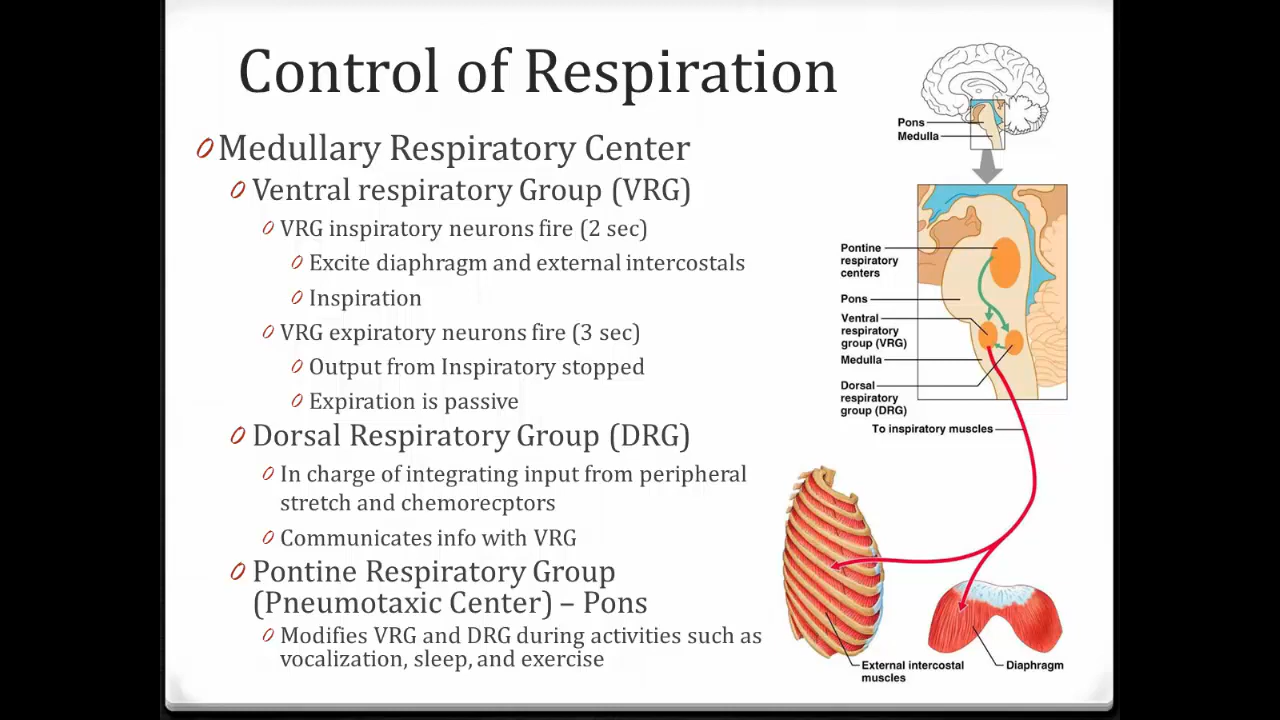 Control of Respiration
Medullary Respiratory Center
Ventral respiratory Group (VRG)
VRG inspiratory neurons fire (2 sec)
Excite diaphragm and external intercostals
Inspiration
VRG expiratory neurons fire (3 sec)
Output from Inspiratory stopped
Expiration is passive
Dorsal Respiratory Group (DRG)
In charge of integrating input from peripheral
stretch and chemorecptors
Communicates info with VRG
Pontine Respiratory Group
(Pneumotaxic Center) – Pons
Modifies VRG and DRG during activities such as
vocalization, sleep, and exercise
Pons
Medulla
Pontine
respiratory
centers
Pons
Ventral
respiratory
group (VRG)
Medulla
Dorsal
respiratory
group (DRG)
To inspiratory muscles
External intercostal
muscles
Diaphragm